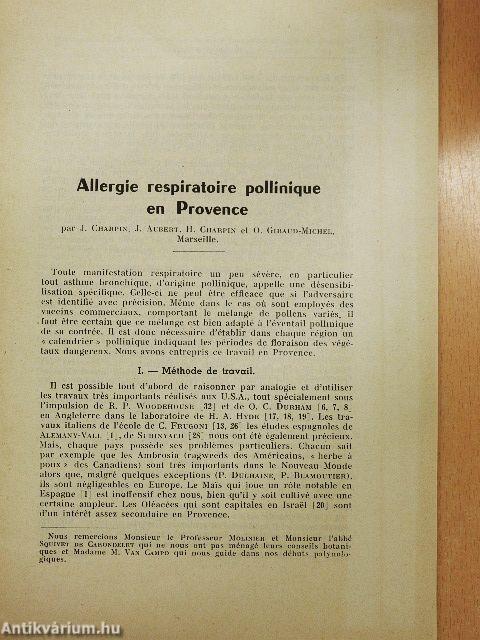 Allergie respiratoire pollinique
en Provence
par J. CHARPIN, J. AUBERT, H. CHARPIN et O. GIRAUD-MICHEL,
Marseille.
Toute manifestation respiratoire un peu sévère, en particulier
tout asthme bronchique, d'origine pollinique, appelle une désensibi-
lisation spécifique. Celle-ci ne peut être efficace que si l'adversaire
est identifié avec précision. Même dans le cas où sont employés des
vaccins commerciaux, comportant le mélange de pollens variés, il
faut être certain que ce mélange est bien adapté à l'éventail pollinique
de sa contrée. Il est donc nécessaire d'établir dans chaque région un
« calendrier » pollinique indiquant les périodes de floraison des végé-
taux dangereux. Nous avons entrepris ce travail en Provence.
I. — Méthode de travail.
Il est possible tout d'abord de raisonner par analogie et d'utiliser
les travaux très importants réalisés aux U.S.A., tout spécialement sous
l'impulsion de R. P. WOODEHOUSE [32] et de O. C. DURHAM [6, 7, 8,
en Angleterre dans le laboratoire de H. A. HYDE [17, 18, 19]. Les tra-
vaux italiens de l'école de C. FRUGONI [13, 26] les études espagnoles de
ALEMANY-VALL [1], de SURINYACH [28] nous ont été également précieux.
Mais, chaque pays possède ses problèmes particuliers. Chacun sait
par exemple que les Ambrosia (ragweeds des Américains, « herbe à
poux » des Canadiens) sont très importants dans le Nouveau Monde
alors que, malgré quelques exceptions (P. DUCHAINE, P. BLAMOUTIER),
ils sont négligeables en Europe. Le Maïs qui joue un rôle notable en
Espagne [1] est inoffensif chez nous, bien qu'il y soit cultivé avec une
certaine ampleur. Les Oléacées qui sont capitales en Israël [20] sont
d'un intérêt assez secondaire en Provence.
Nous remercions Monsieur le Professeur MOLINIER et Monsieur l'abbé
SQUIVET DE CARONDELET qui ne nous ont pas ménagé leurs conseils botani-
ques et Madame M. VAN CAMPO qui nous guide dans nos débuts palynolo-
giques.
Antikvárium.hu